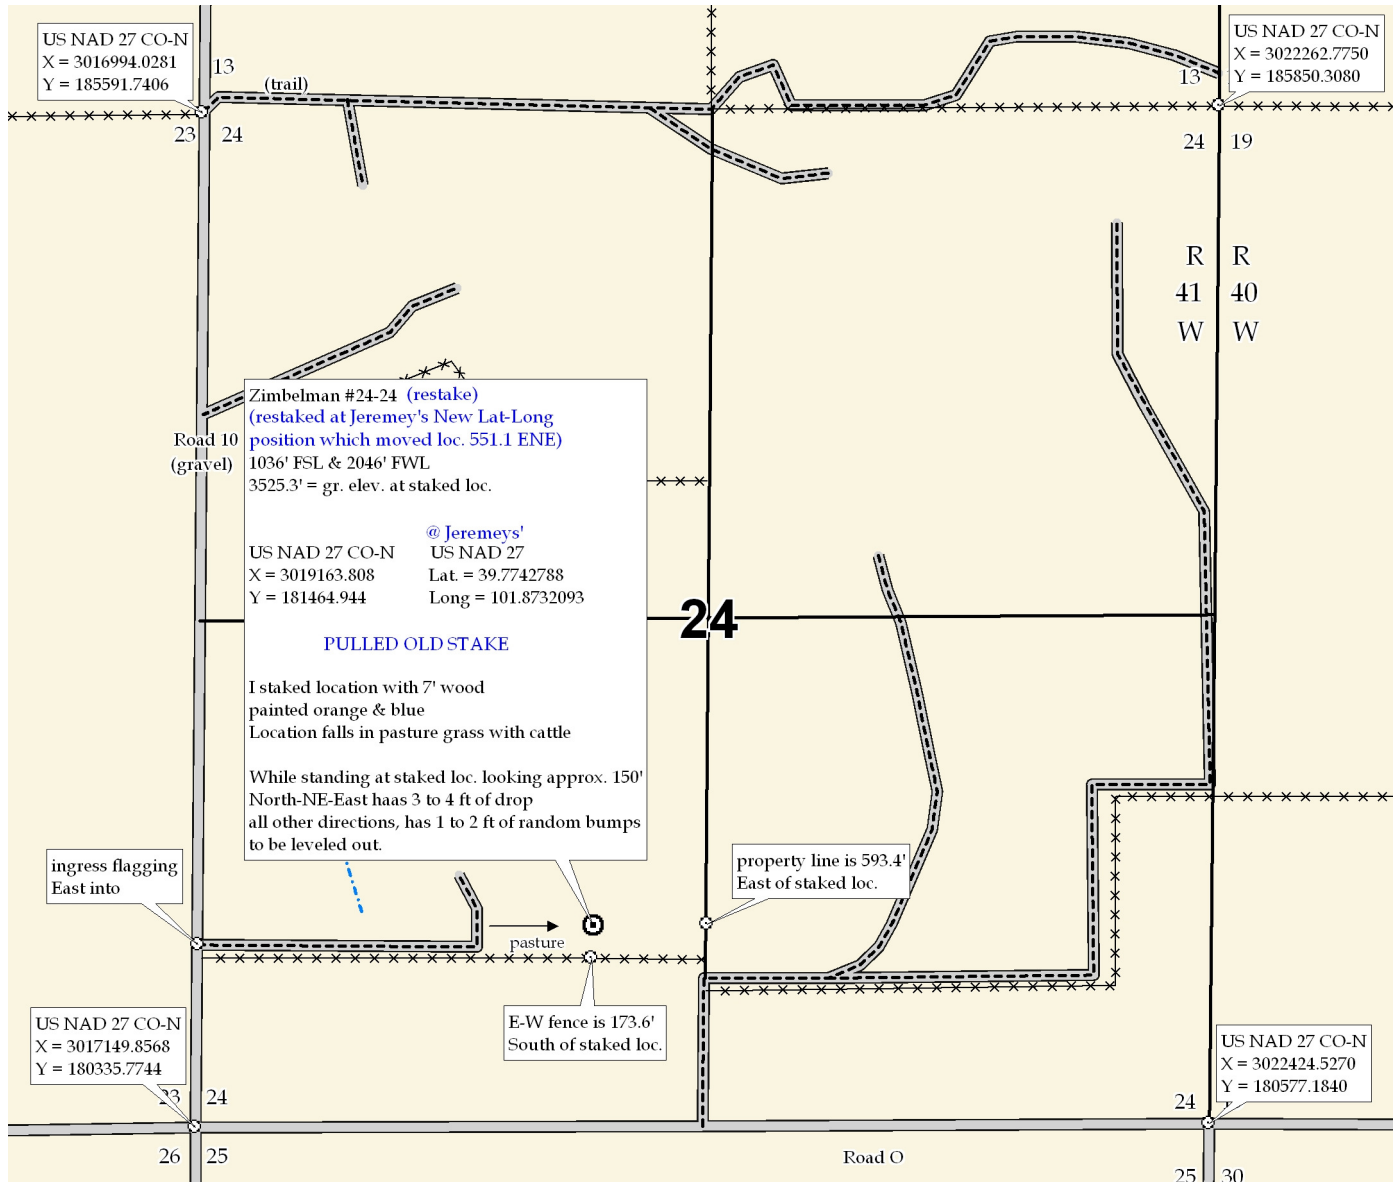 US NAD 27 CO-N
X = 3016994.0281
Y = 185591.7406
13
(trail)
23
24
US NAD 27 CO-N
X = 3022262.7750
Y = 185850.3080
13
24
19
R R
41 40
W W
Road 10
(gravel)
Zimbelman #24-24 (restake)
(restaked at Jeremey's New Lat-Long
position which moved loc. 551.1 ENE)
1036' FSL & 2046' FWL
3525.3' = gr. elev. at staked loc.
@ Jeremeys'
US NAD 27 CO-N US NAD 27
X = 3019163.808 Lat. = 39.7742788
Y = 181464.944 Long = 101.8732093
PULLED OLD STAKE
I staked location with 7' wood
painted orange & blue
Location falls in pasture grass with cattle
While standing at staked loc. looking approx. 150'
North-NE-East haas 3 to 4 ft of drop
all other directions, has 1 to 2 ft of random bumps
to be leveled out.
24
ingress flagging
East into
property line is 593.4'
East of staked loc.
pasture
E-W fence is 173.6'
South of staked loc.
US NAD 27 CO-N
X = 3017149.8568
Y = 180335.7744
23 24
26 25
US NAD 27 CO-N
X = 3022424.5270
Y = 180577.1840
24
Road O
25 30